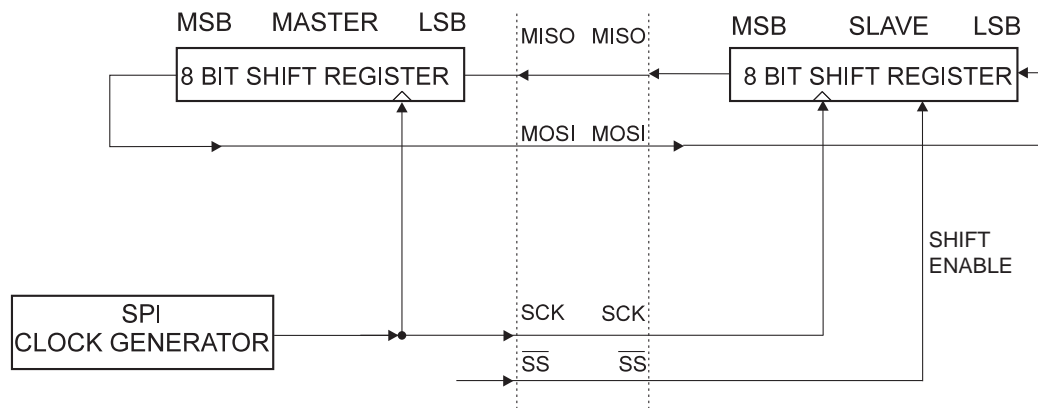 MSB MASTER LSB
8 BIT SHIFT REGISTER
MISO MISO
MSB SLAVE LSB
8 BIT SHIFT REGISTER
MOSI MOSI
SHIFT
ENABLE
SPI
CLOCK GENERATOR
SCK SCK
SS SS